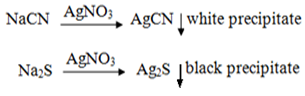 NaCN AgNO₃ → AgCN↓ white precipitate
Na₂S AgNO₃ → Ag₂S↓ black precipitate